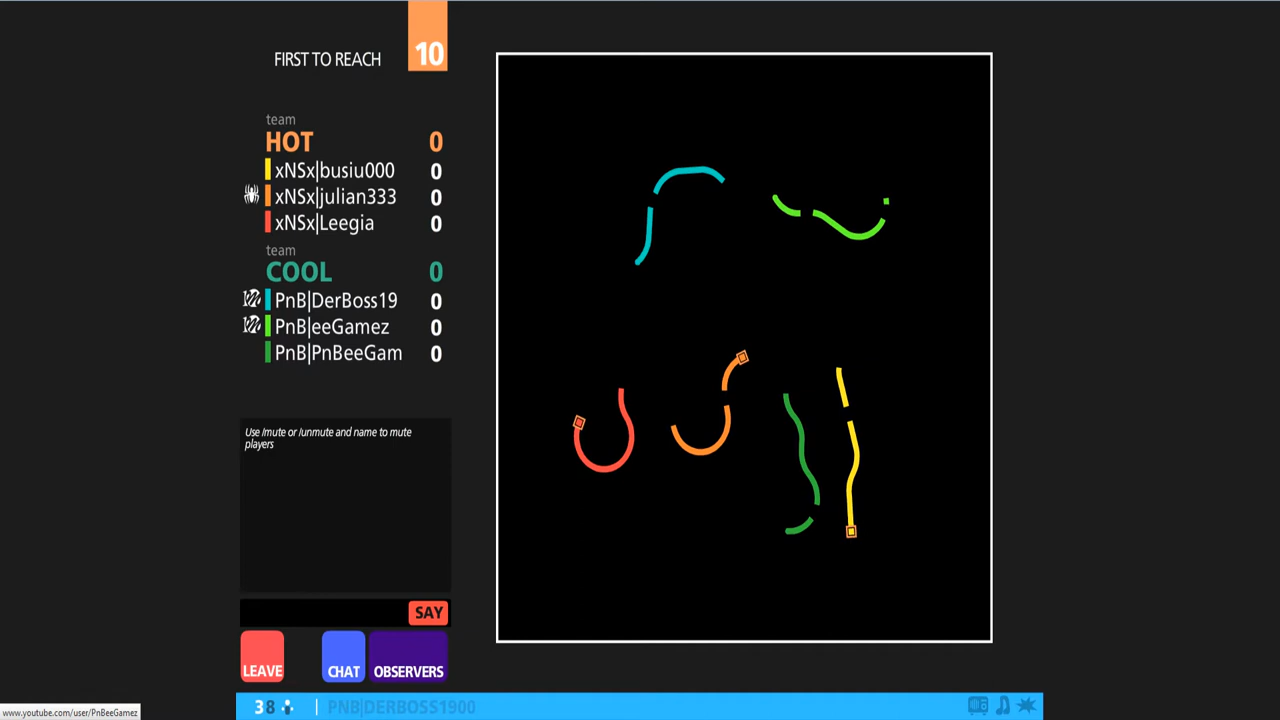 FIRST TO REACH
10
team
HOT 0
xNSx|busiu000 0
xNSx|julian333 0
xNSx|Leegia 0
team
COOL 0
PnB|DerBoss19 0
PnB|eeGamez 0
PnB|PnBeeGam 0
Use /mute or /unmute and name to mute
players
SAY
LEAVE
CHAT
OBSERVERS
38
PNB|DERBOSS1900
www.youtube.com/user/PnBeeGamez